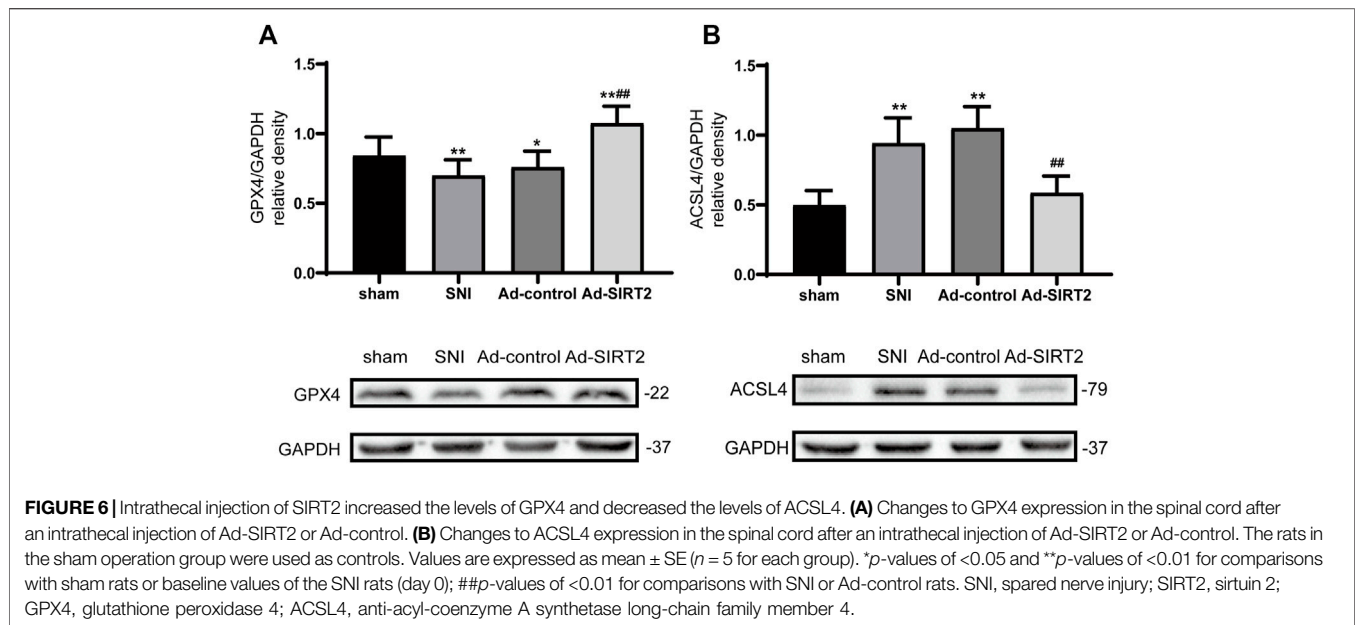 A
B
GPX4/GAPDH
relative density
1.5
1.0
0.5
0.0
**
*
**##
sham SNI Ad-control Ad-SIRT2
ACSL4/GAPDH
relative density
1.5
1.0
0.5
0.0
**
**
##
sham SNI Ad-control Ad-SIRT2
sham SNI Ad-control Ad-SIRT2
GPX4 -22
GAPDH -37
sham SNI Ad-control Ad-SIRT2
ACSL4 -79
GAPDH -37
FIGURE 6 | Intrathecal injection of SIRT2 increased the levels of GPX4 and decreased the levels of ACSL4. (A) Changes to GPX4 expression in the spinal cord after
an intrathecal injection of Ad-SIRT2 or Ad-control. (B) Changes to ACSL4 expression in the spinal cord after an intrathecal injection of Ad-SIRT2 or Ad-control. The rats in
the sham operation group were used as controls. Values are expressed as mean ± SE (n = 5 for each group). *p-values of <0.05 and **p-values of <0.01 for comparisons
with sham rats or baseline values of the SNI rats (day 0); ##p-values of <0.01 for comparisons with SNI or Ad-control rats. SNI, spared nerve injury; SIRT2, sirtuin 2;
GPX4, glutathione peroxidase 4; ACSL4, anti-acyl-coenzyme A synthetase long-chain family member 4.